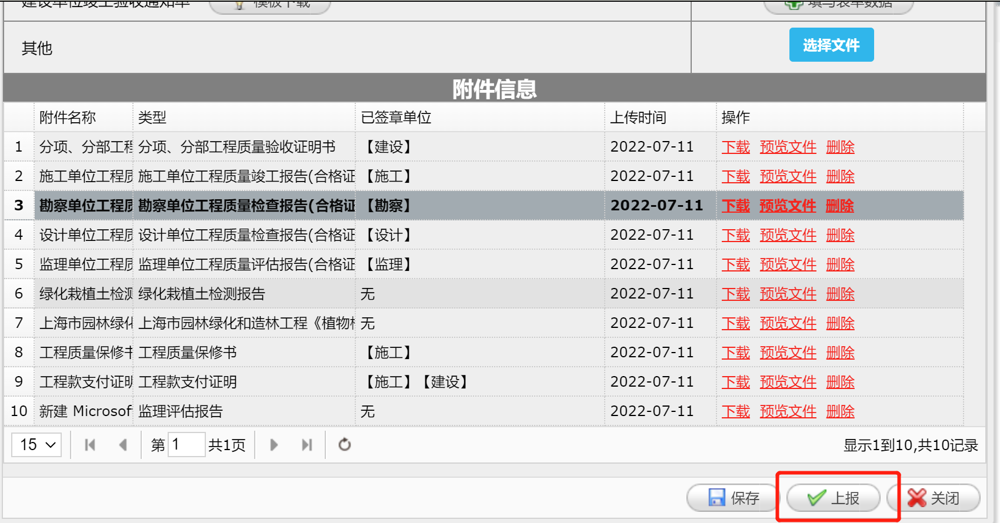 建设单位竣工验收通知单 模板下载 填写表单数据
其他 选择文件
附件信息
附件名称 类型 已签章单位 上传时间 操作
1 分项、分部工程 分项、分部工程质量验收证明书 【建设】 2022-07-11 下载 预览文件 删除
2 施工单位工程质 施工单位工程质量竣工报告(合格证 【施工】 2022-07-11 下载 预览文件 删除
3 勘察单位工程质 勘察单位工程质量检查报告(合格证 【勘察】 2022-07-11 下载 预览文件 删除
4 设计单位工程质 设计单位工程质量检查报告(合格证 【设计】 2022-07-11 下载 预览文件 删除
5 监理单位工程质 监理单位工程质量评估报告(合格证 【监理】 2022-07-11 下载 预览文件 删除
6 绿化栽植土检测 绿化栽植土检测报告 无 2022-07-11 下载 预览文件 删除
7 上海市园林绿化 上海市园林绿化和造林工程《植物检 无 2022-07-11 下载 预览文件 删除
8 工程质量保修书 工程质量保修书 【施工】 2022-07-11 下载 预览文件 删除
9 工程款支付证明 工程款支付证明 【施工】【建设】 2022-07-11 下载 预览文件 删除
10 新建 Microsof 监理评估报告 无 2022-07-11 下载 预览文件 删除
15 第 1 共1页 显示1到10,共10记录
保存 上报 关闭